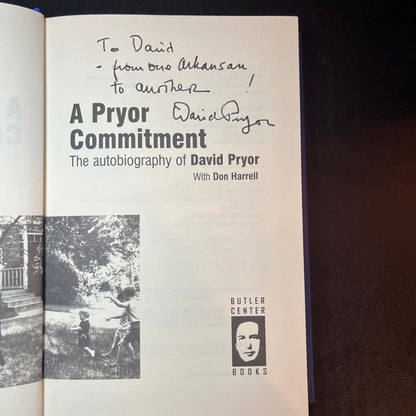 To David
- from one Arkansan
to another !
David Pryor
A Pryor
Commitment
The autobiography of David Pryor
With Don Harrell
BUTLER
CENTER
BOOKS